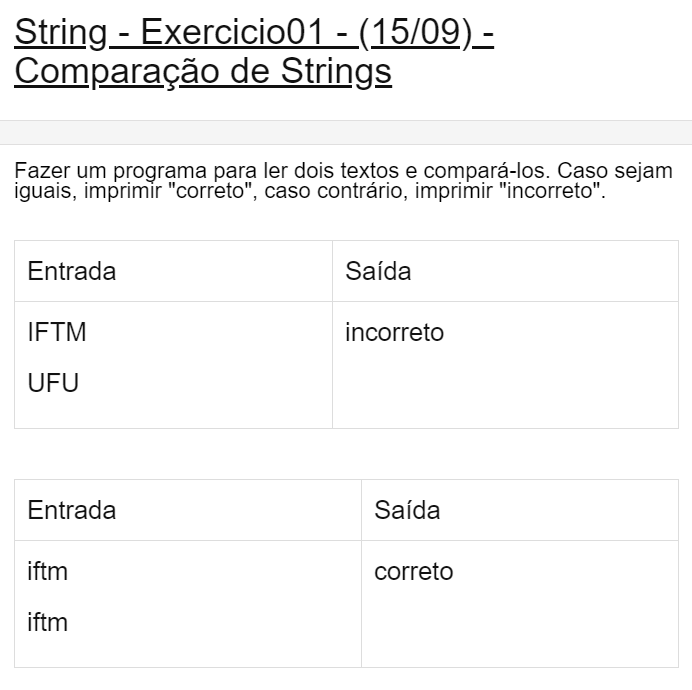 String - Exercicio01 - (15/09) -
Comparação de Strings
Fazer um programa para ler dois textos e compará-los. Caso sejam
iguais, imprimir "correto", caso contrário, imprimir "incorreto".
Entrada Saída
IFTM incorreto
UFU
Entrada Saída
iftm correto
iftm